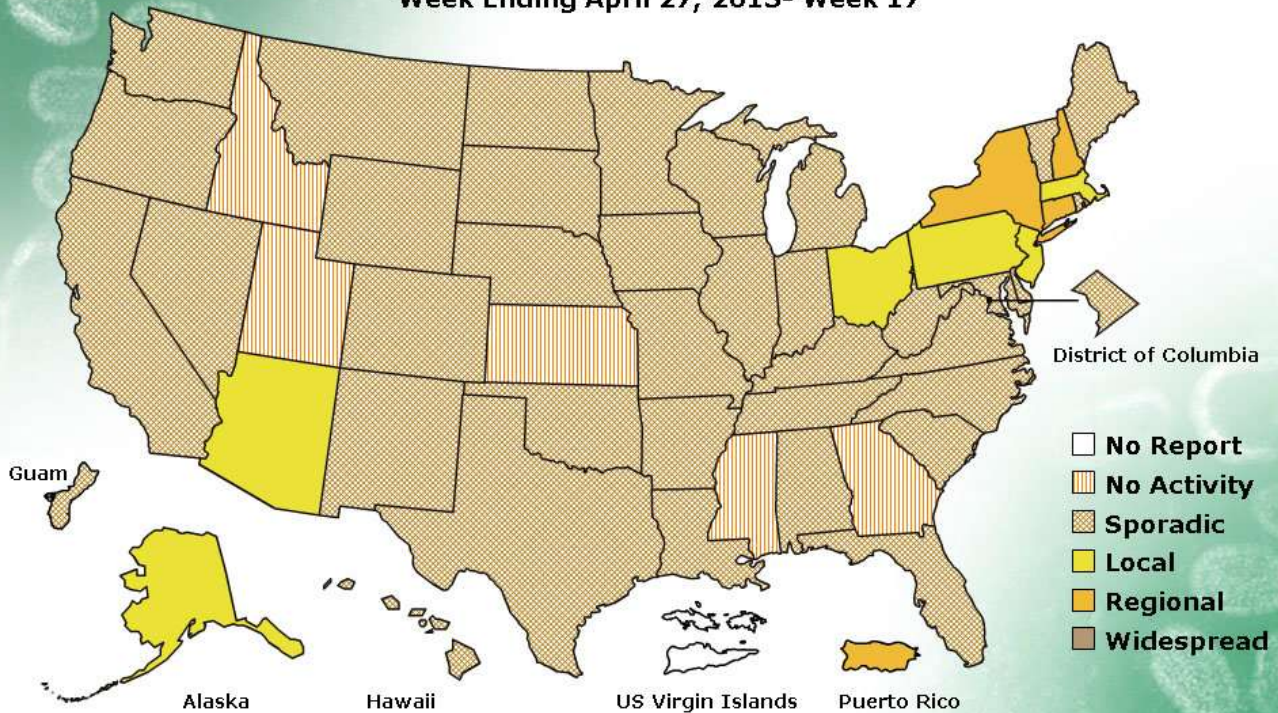 Week Ending April 27, 2013- Week 17
District of Columbia
No Report
No Activity
Sporadic
Local
Regional
Widespread
Guam
Alaska
Hawaii
US Virgin Islands
Puerto Rico